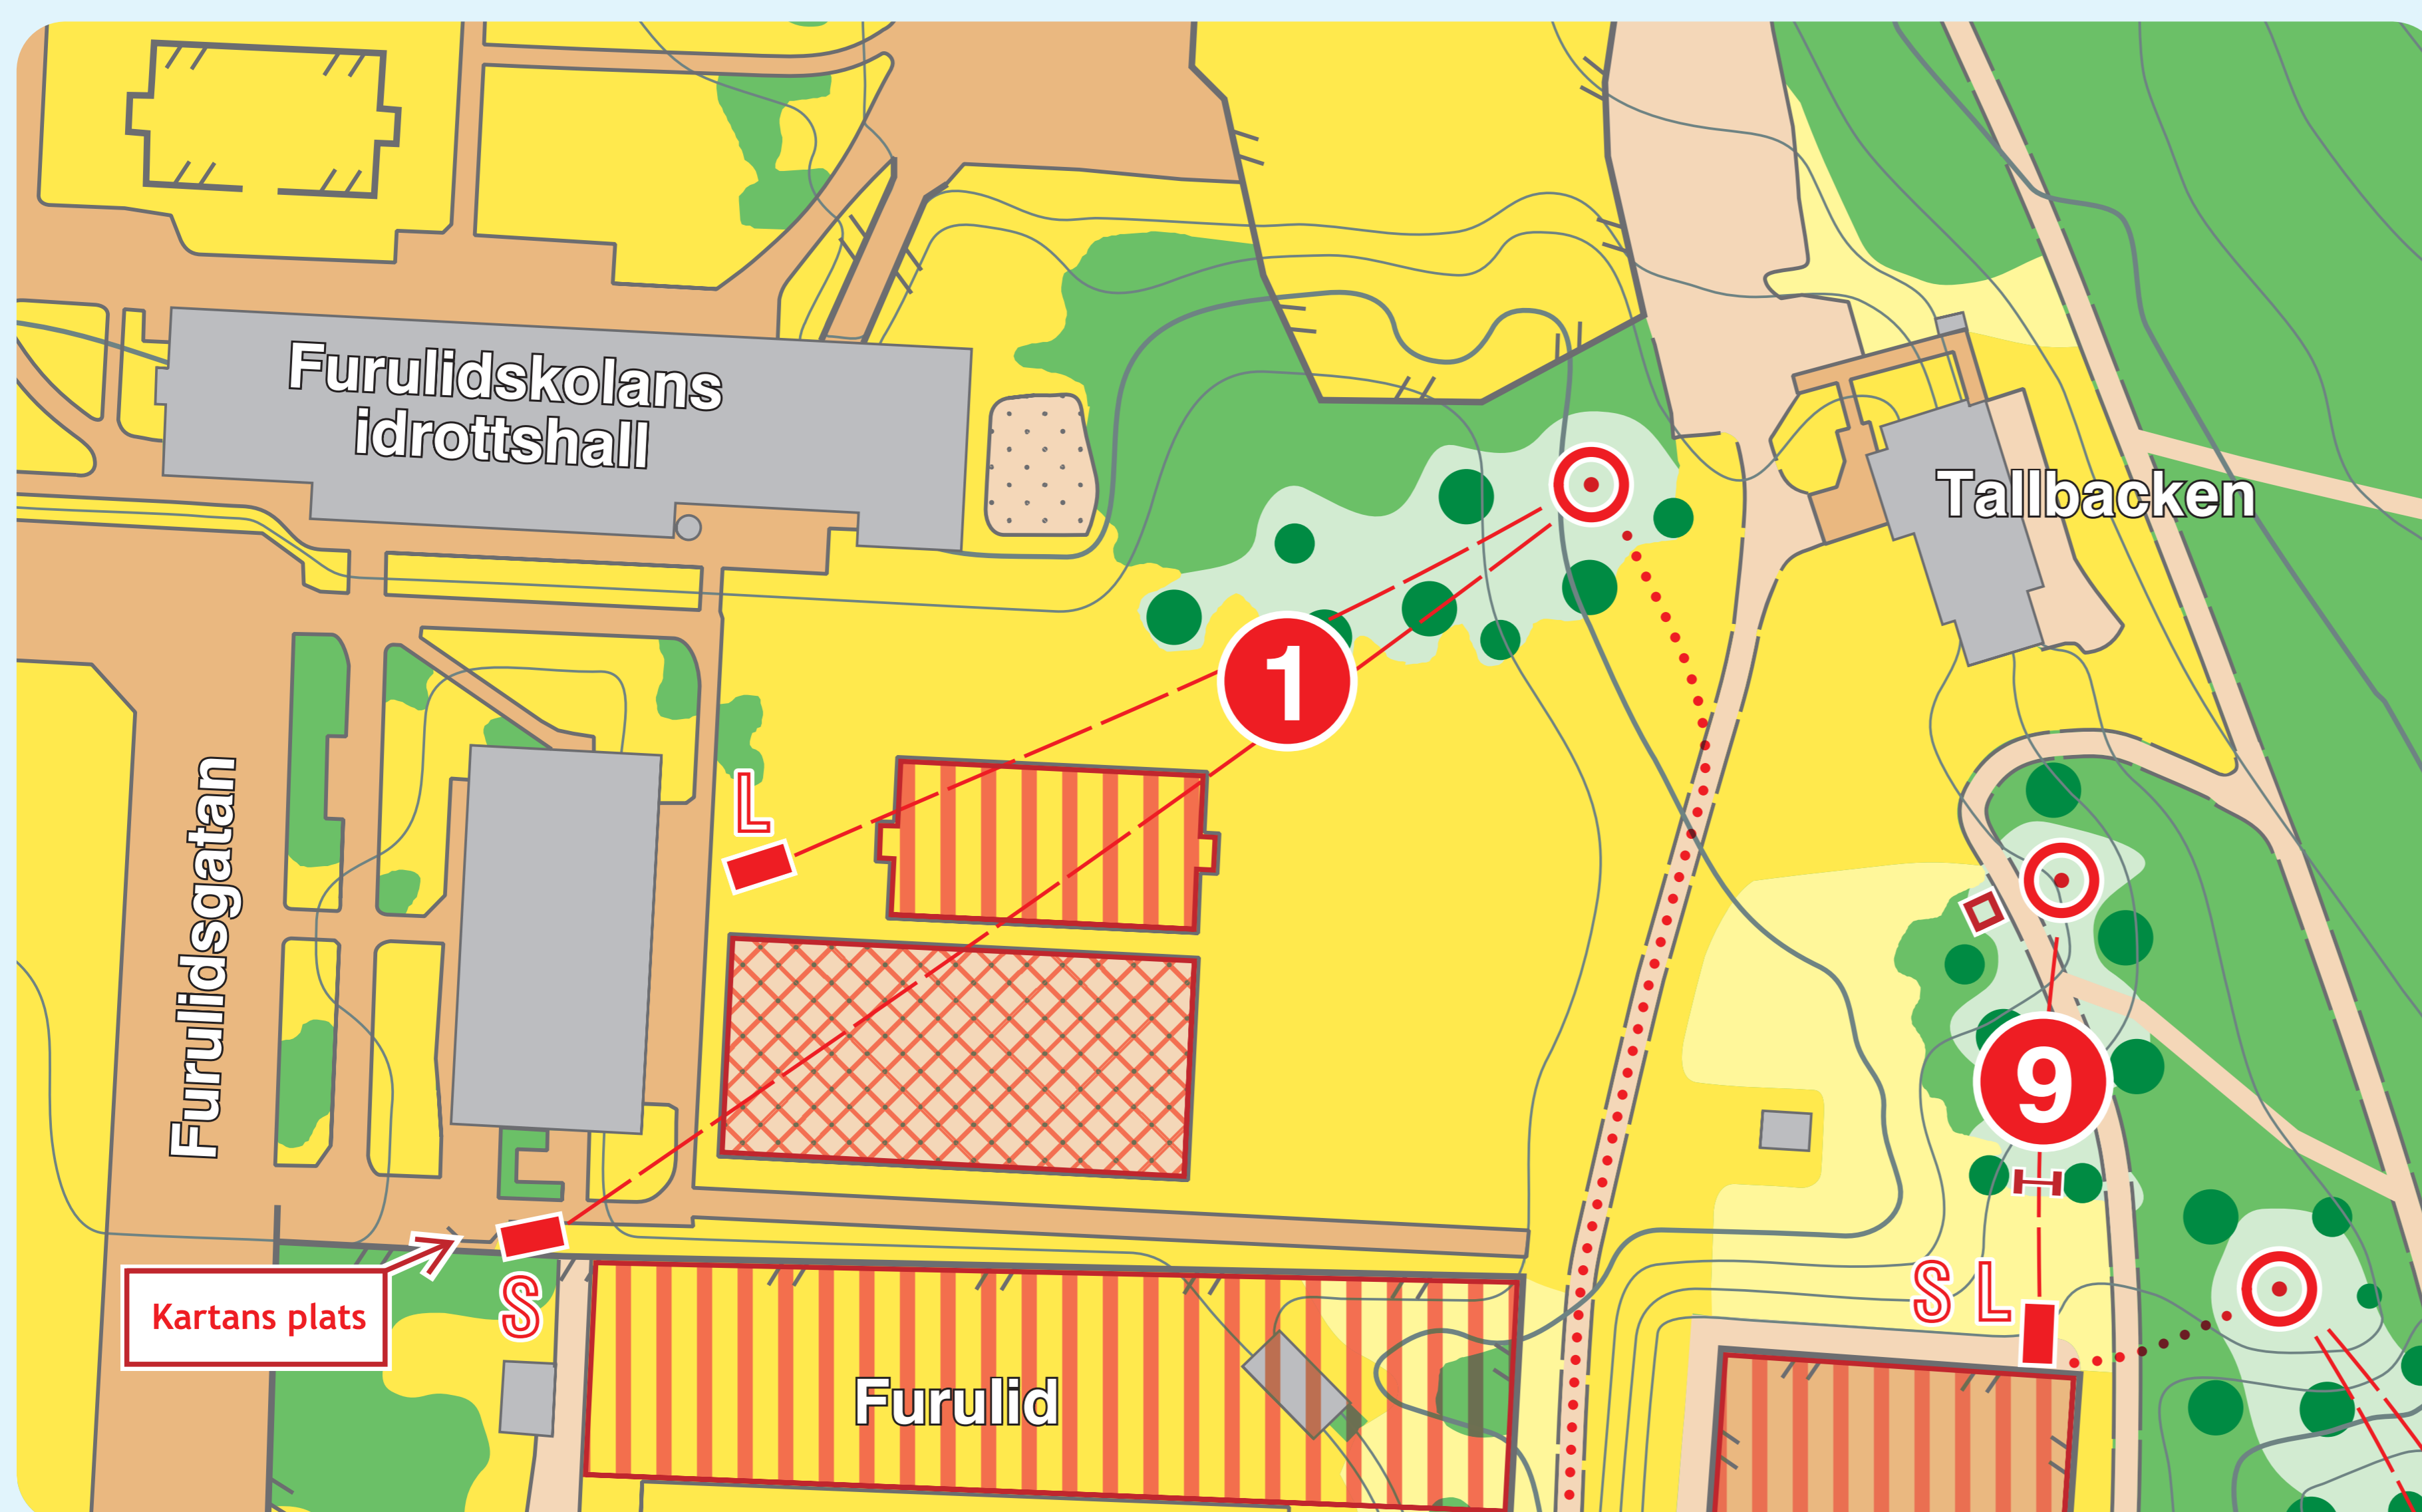 Furulidskolans
idrottshall
Tallbacken
1
L
Furulidsgatan
9
S L
Kartans plats
S
Furulid